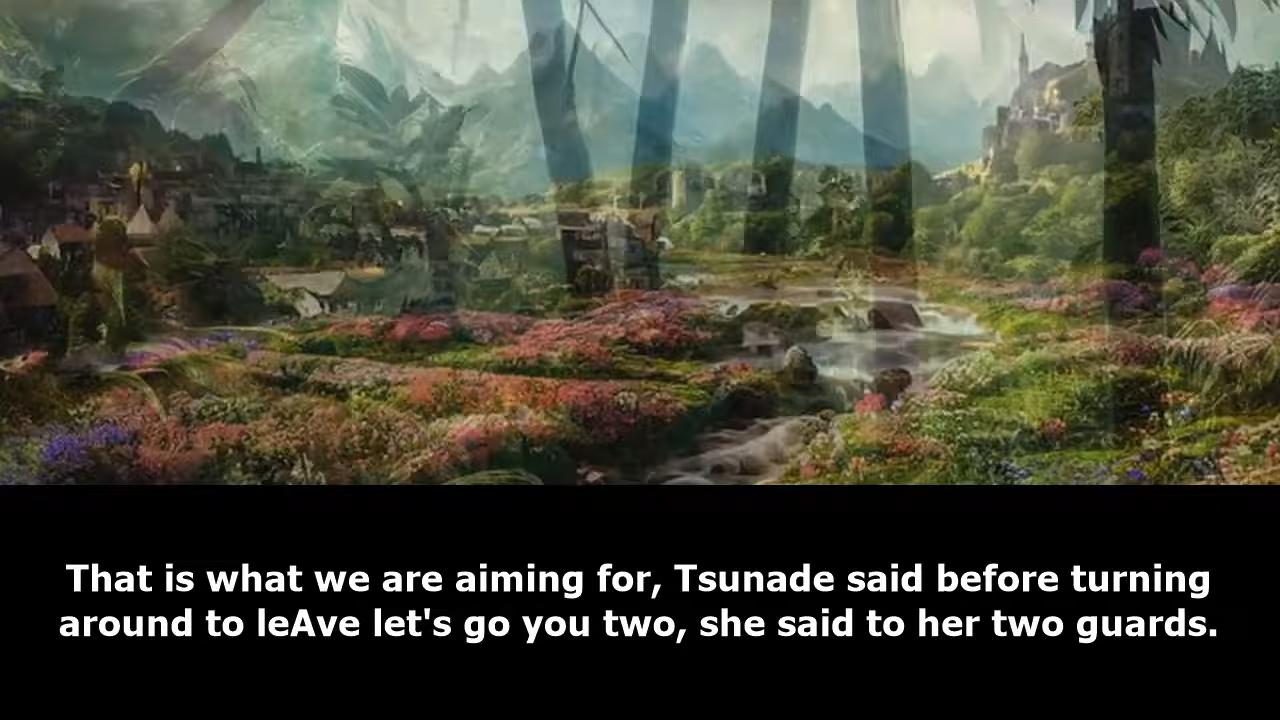 That is what we are aiming for, Tsunade said before turning
around to leAve let's go you two, she said to her two guards.